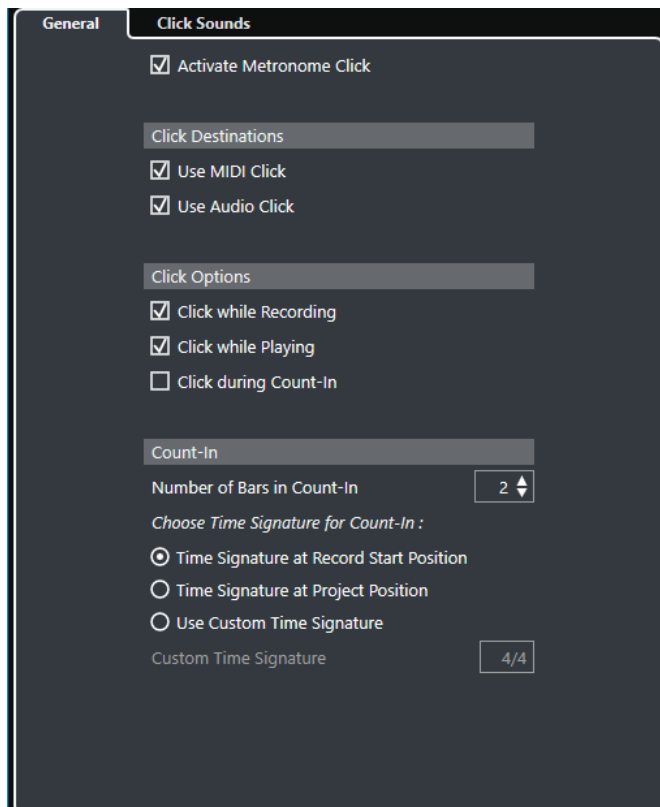 General Click Sounds
Activate Metronome Click
Click Destinations
Use MIDI Click
Use Audio Click
Click Options
Click while Recording
Click while Playing
Click during Count-In
Count-In
Number of Bars in Count-In 2
Choose Time Signature for Count-In :
Time Signature at Record Start Position
Time Signature at Project Position
Use Custom Time Signature
Custom Time Signature 4/4